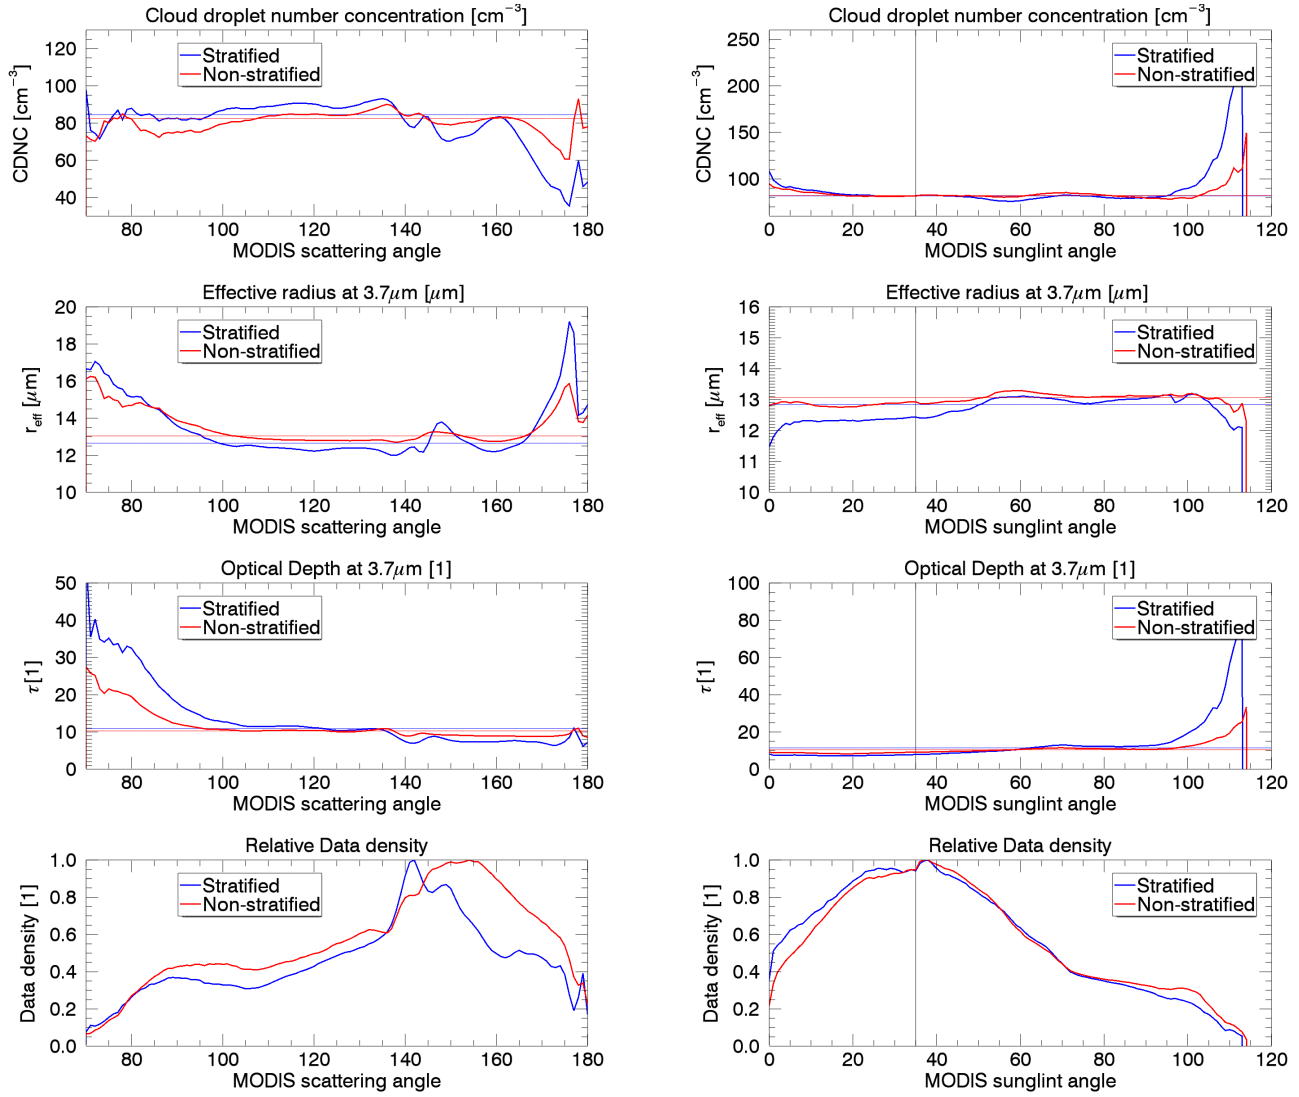 Cloud droplet number concentration [cm⁻³]
CDNC [cm⁻³]
120
100
80
60
40
Stratified
Non-stratified
80 100 120 140 160 180
MODIS scattering angle
Cloud droplet number concentration [cm⁻³]
CDNC [cm⁻³]
250
200
150
100
Stratified
Non-stratified
0 20 40 60 80 100 120
MODIS sunglint angle
Effective radius at 3.7μm [μm]
r_eff [μm]
20
18
16
14
12
10
Stratified
Non-stratified
80 100 120 140 160 180
MODIS scattering angle
Effective radius at 3.7μm [μm]
r_eff [μm]
16
15
14
13
12
11
10
Stratified
Non-stratified
0 20 40 60 80 100 120
MODIS sunglint angle
Optical Depth at 3.7μm [1]
τ [1]
50
40
30
20
10
0
Stratified
Non-stratified
80 100 120 140 160 180
MODIS scattering angle
Optical Depth at 3.7μm [1]
τ [1]
100
80
60
40
20
0
Stratified
Non-stratified
0 20 40 60 80 100 120
MODIS sunglint angle
Relative Data density
Data density [1]
1.0
0.8
0.6
0.4
0.2
0.0
Stratified
Non-stratified
80 100 120 140 160 180
MODIS scattering angle
Relative Data density
Data density [1]
1.0
0.8
0.6
0.4
0.2
0.0
Stratified
Non-stratified
0 20 40 60 80 100 120
MODIS sunglint angle